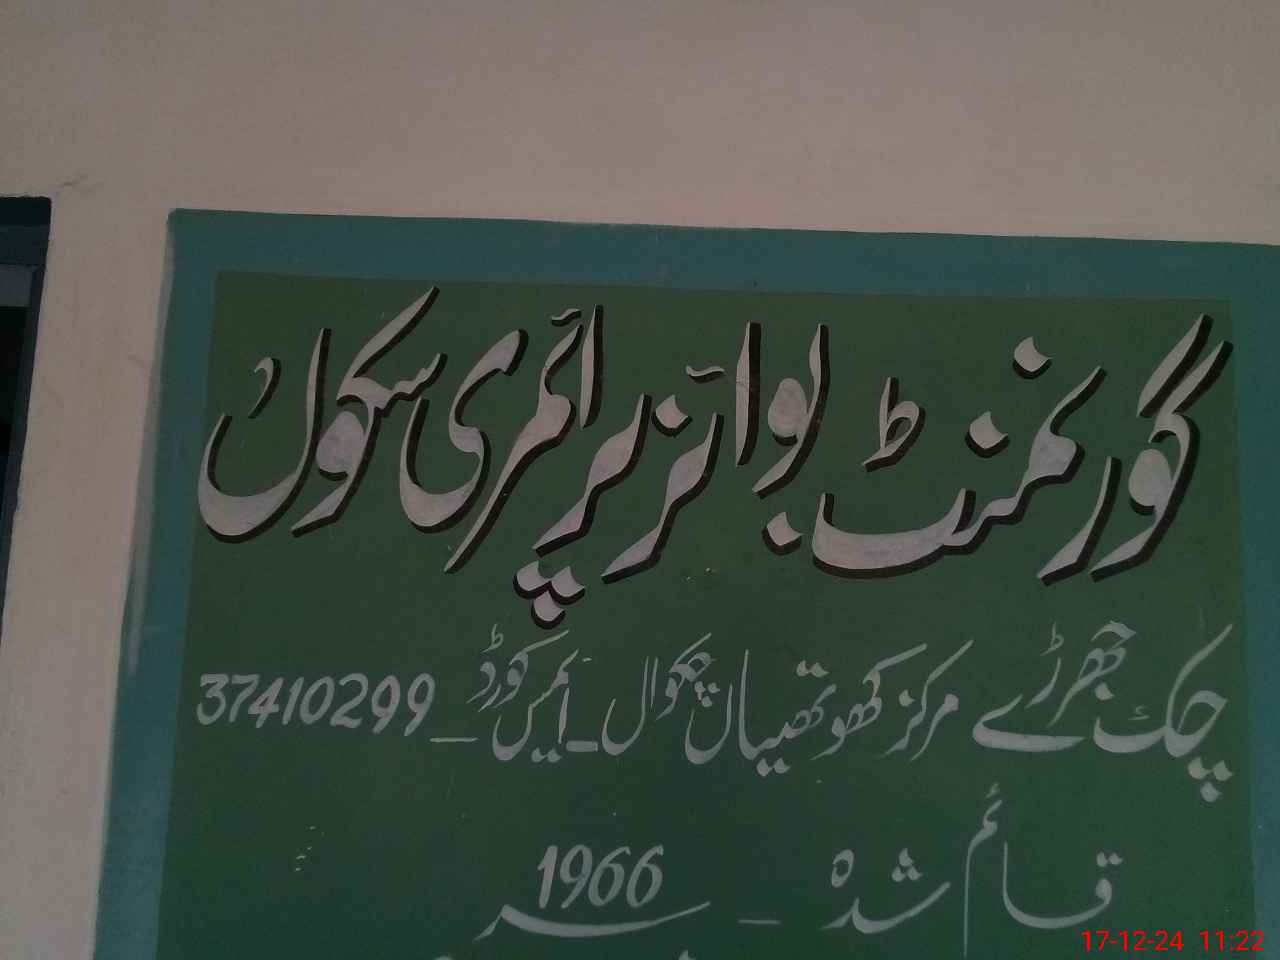 گورنمنٹ بوائز پرائمری سکول
چک جھرڑے مرکز کھوتھیاں چکوال ۔ ایمس کوڈ ۔ 37410299
قائم شدہ ۔ 1966
17-12-24 11:22